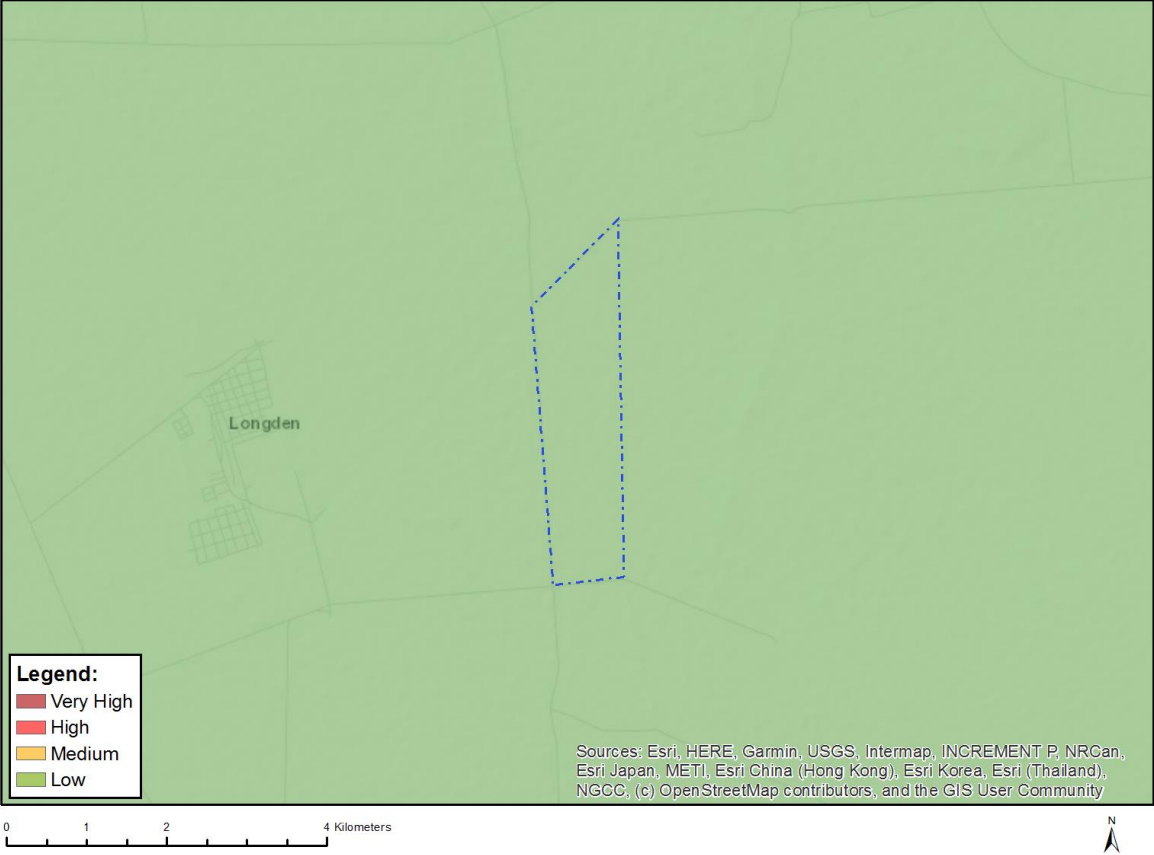 Longden
Legend:
Very High
High
Medium
Low
Sources: Esri, HERE, Garmin, USGS, Intermap, INCREMENT P, NRCan,
Esri Japan, METI, Esri China (Hong Kong), Esri Korea, Esri (Thailand),
NGCC, (c) OpenStreetMap contributors, and the GIS User Community
0 1 2 4 Kilometers
N